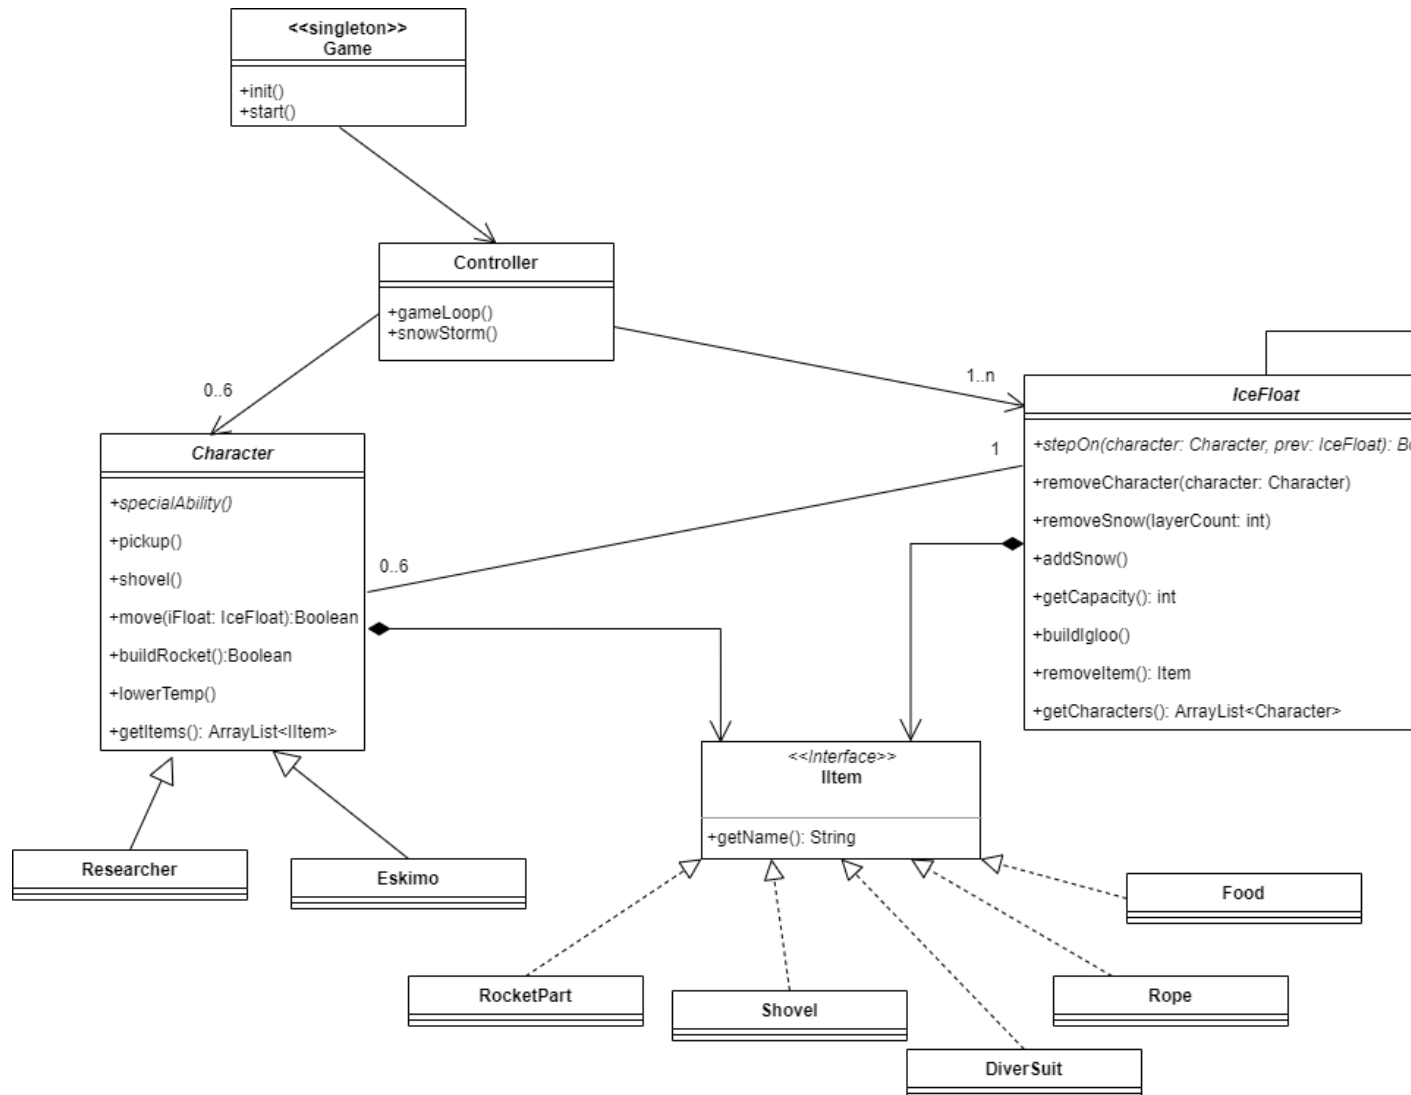 <<singleton>>
Game
+init()
+start()
Controller
+gameLoop()
+snowStorm()
0..6
1..n
Character
+specialAbility()
+pickup()
+shovel()
+move(iFloat: IceFloat):Boolean
+buildRocket():Boolean
+lowerTemp()
+getItems(): ArrayList<IItem>
0..6
1
IceFloat
+stepOn(character: Character, prev: IceFloat):
+removeCharacter(character: Character)
+removeSnow(layerCount: int)
+addSnow()
+getCapacity(): int
+buildIgloo()
+removeItem(): Item
+getCharacters(): ArrayList<Character>
<<Interface>>
IItem
+getName(): String
Researcher
Eskimo
Food
RocketPart
Shovel
Rope
DiverSuit